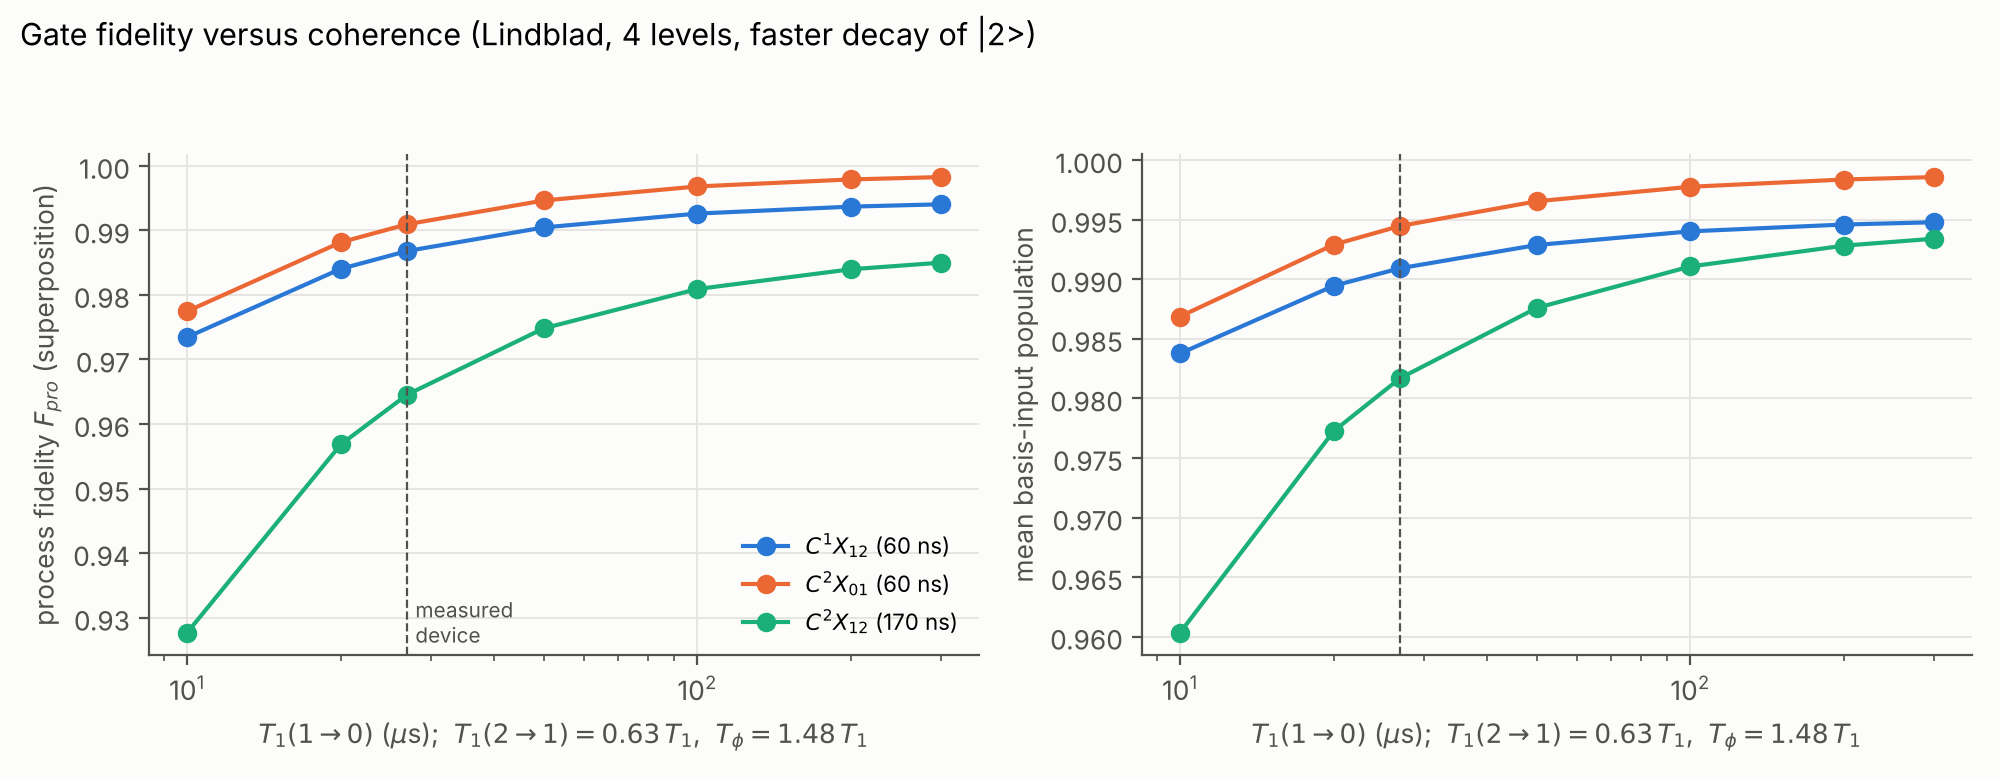 Gate fidelity versus coherence (Lindblad, 4 levels, faster decay of |2>)
process fidelity F_pro (superposition)
1.00
0.99
0.98
0.97
0.96
0.95
0.94
0.93
measured
device
C¹X₁₂ (60 ns)
C²X₀₁ (60 ns)
C²X₁₂ (170 ns)
10¹
10²
T₁(1→0) (μs); T₁(2→1) = 0.63 T₁, T_ϕ = 1.48 T₁
mean basis-input population
1.000
0.995
0.990
0.985
0.980
0.975
0.970
0.965
0.960
10¹
10²
T₁(1→0) (μs); T₁(2→1) = 0.63 T₁, T_ϕ = 1.48 T₁